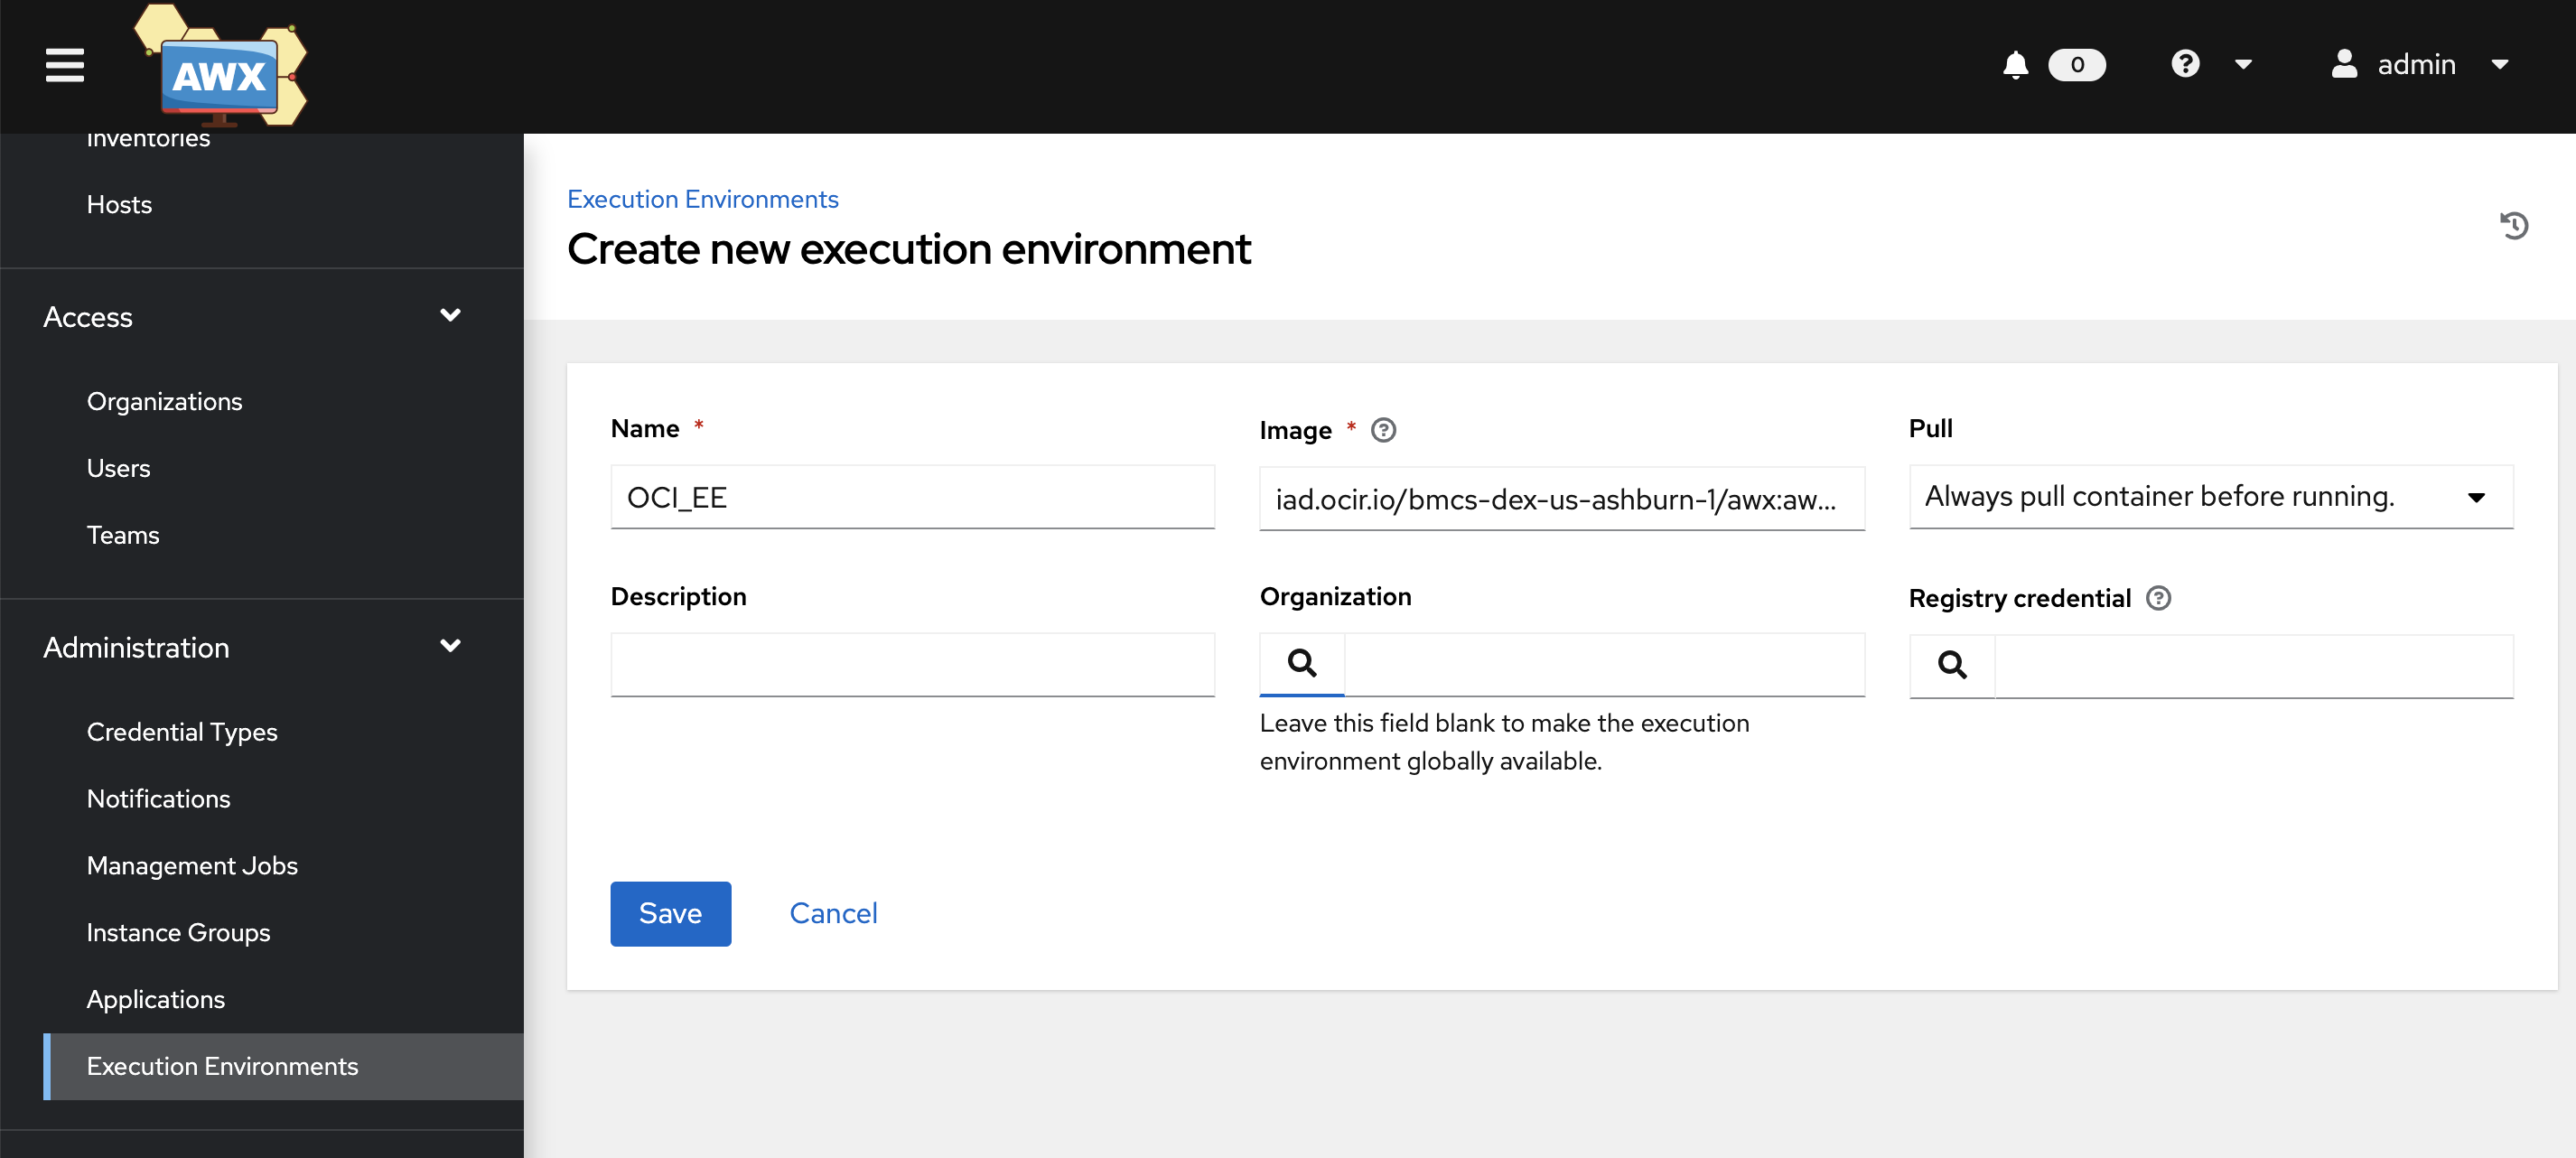 AWX
0
admin
Inventories
Hosts
Access
Organizations
Users
Teams
Administration
Credential Types
Notifications
Management Jobs
Instance Groups
Applications
Execution Environments
Execution Environments
Create new execution environment
Name *
Image *
Pull
OCI_EE
iad.ocir.io/bmcs-dex-us-ashburn-1/awx:aw...
Always pull container before running.
Description
Organization
Registry credential
Leave this field blank to make the execution
environment globally available.
Save
Cancel